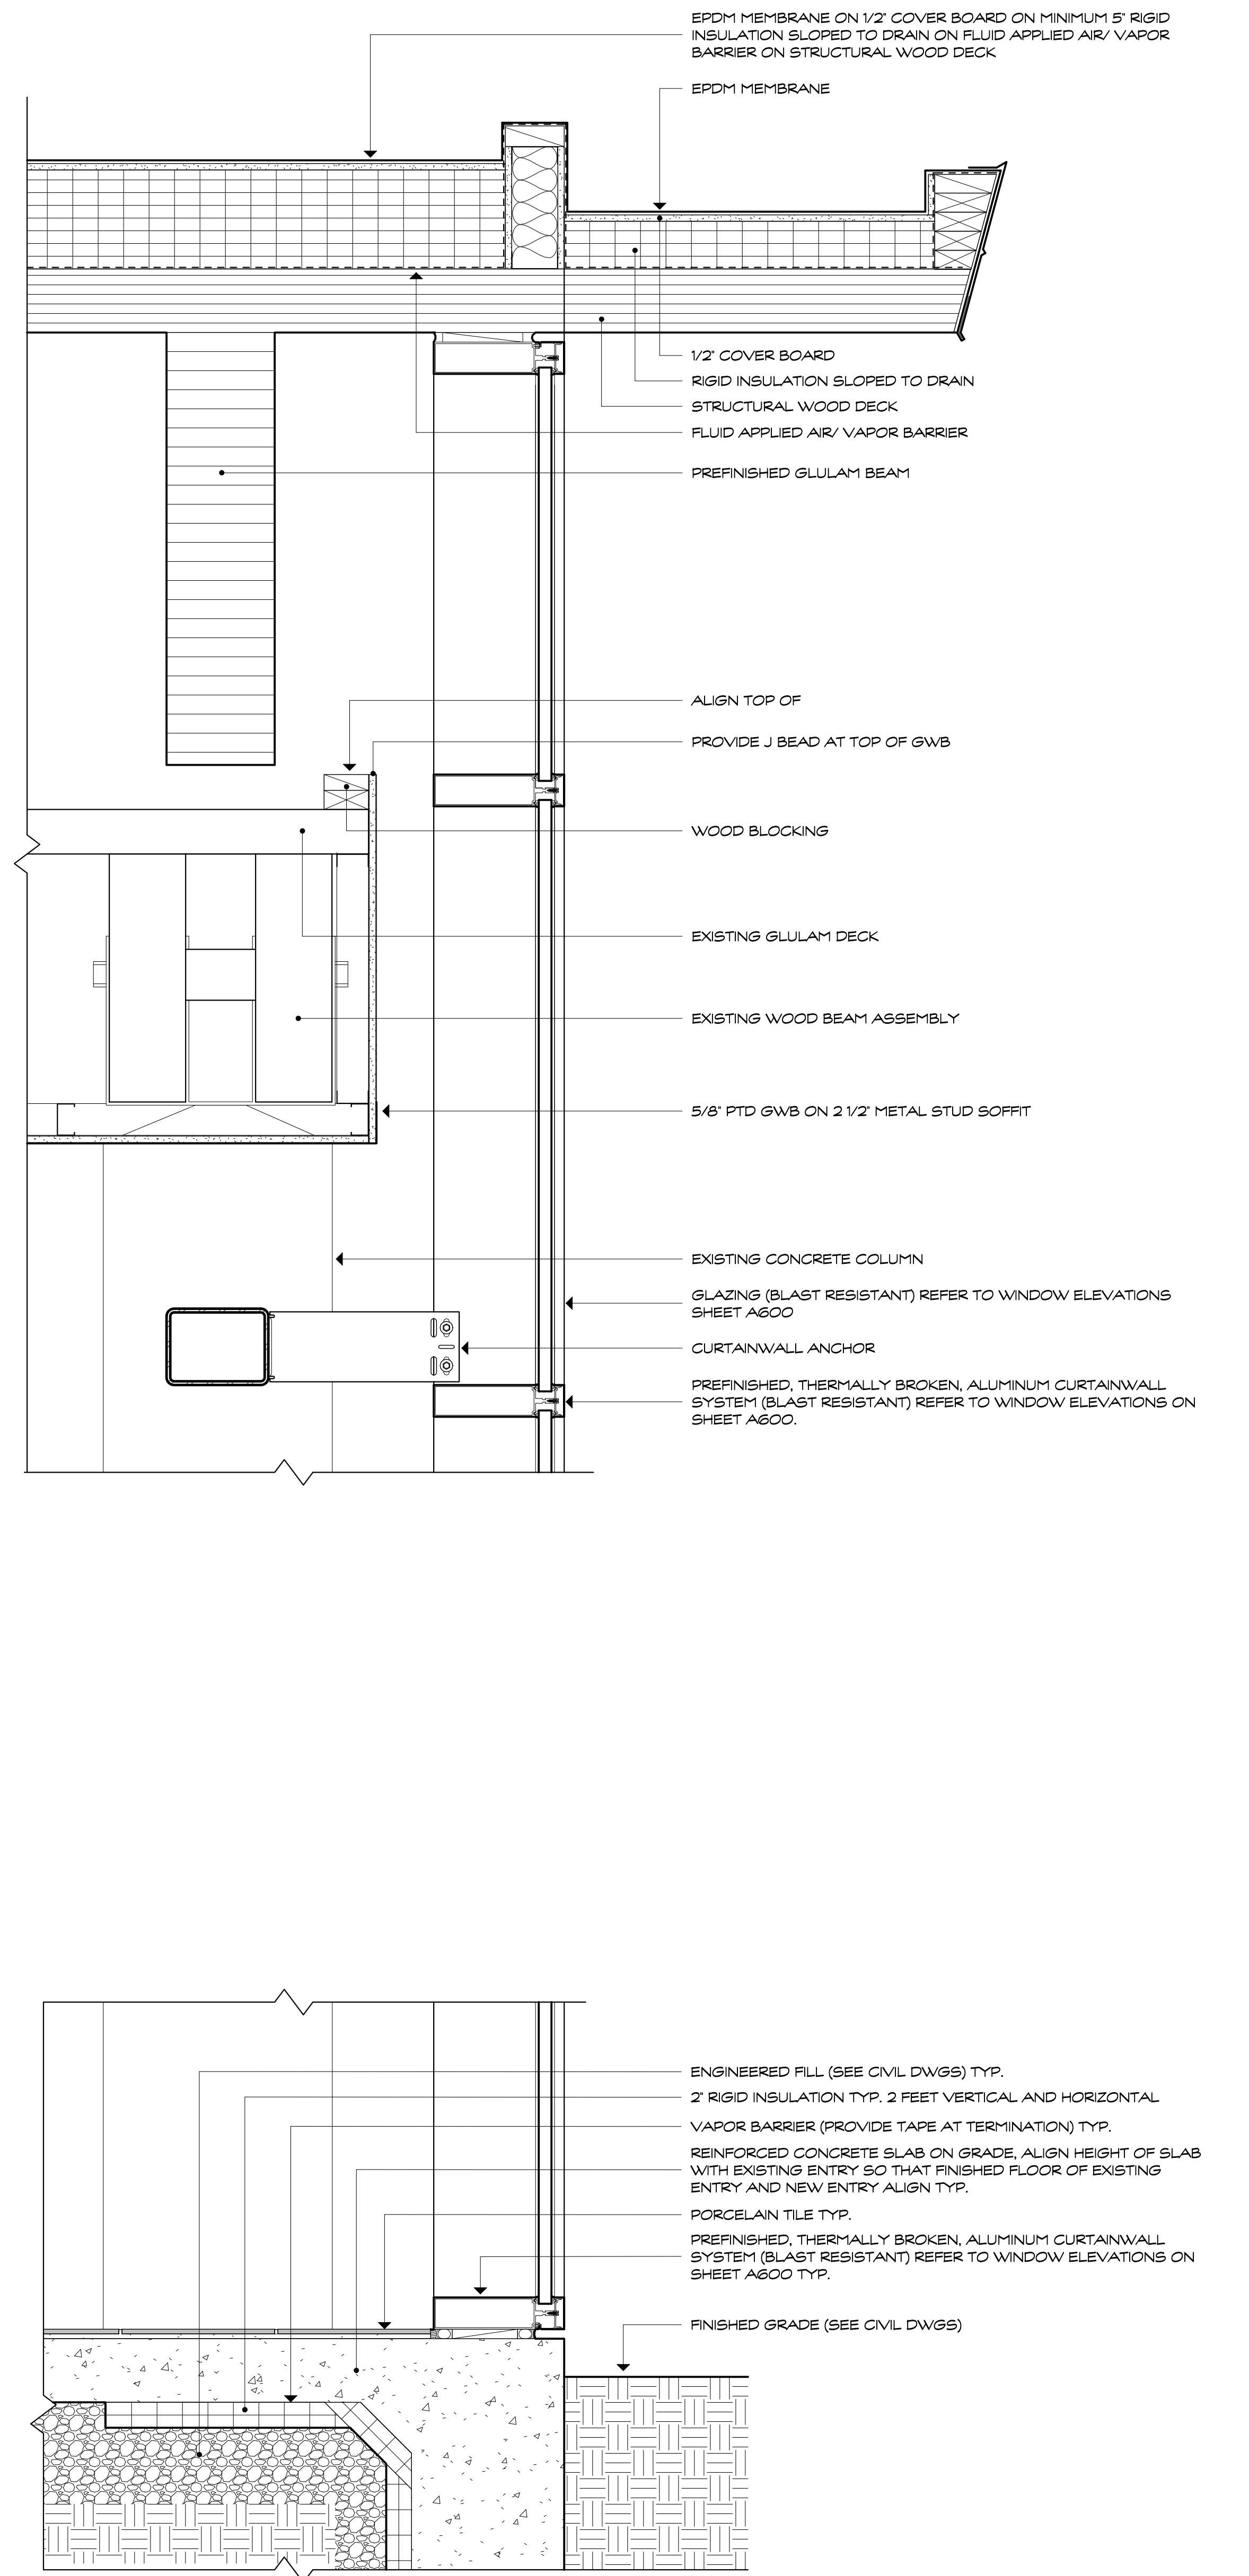 EPDM MEMBRANE ON 1/2" COVER BOARD ON MINIMUM 5" RIGID
INSULATION SLOPED TO DRAIN ON FLUID APPLIED AIR/ VAPOR
BARRIER ON STRUCTURAL WOOD DECK
EPDM MEMBRANE
1/2" COVER BOARD
RIGID INSULATION SLOPED TO DRAIN
STRUCTURAL WOOD DECK
FLUID APPLIED AIR/ VAPOR BARRIER
PREFINISHED GLULAM BEAM
ALIGN TOP OF
PROVIDE J BEAD AT TOP OF GWB
WOOD BLOCKING
EXISTING GLULAM DECK
EXISTING WOOD BEAM ASSEMBLY
5/8" PTD GWB ON 2 1/2" METAL STUD SOFFIT
EXISTING CONCRETE COLUMN
GLAZING (BLAST RESISTANT) REFER TO WINDOW ELEVATIONS
SHEET A600
CURTAINWALL ANCHOR
PREFINISHED, THERMALLY BROKEN, ALUMINUM CURTAINWALL
SYSTEM (BLAST RESISTANT) REFER TO WINDOW ELEVATIONS ON
SHEET A600.
ENGINEERED FILL (SEE CIVIL DWGS) TYP.
2" RIGID INSULATION TYP. 2 FEET VERTICAL AND HORIZONTAL
VAPOR BARRIER (PROVIDE TAPE AT TERMINATION) TYP.
REINFORCED CONCRETE SLAB ON GRADE, ALIGN HEIGHT OF SLAB
WITH EXISTING ENTRY SO THAT FINISHED FLOOR OF EXISTING
ENTRY AND NEW ENTRY ALIGN TYP.
PORCELAIN TILE TYP.
PREFINISHED, THERMALLY BROKEN, ALUMINUM CURTAINWALL
SYSTEM (BLAST RESISTANT) REFER TO WINDOW ELEVATIONS ON
SHEET A600 TYP.
FINISHED GRADE (SEE CIVIL DWGS)